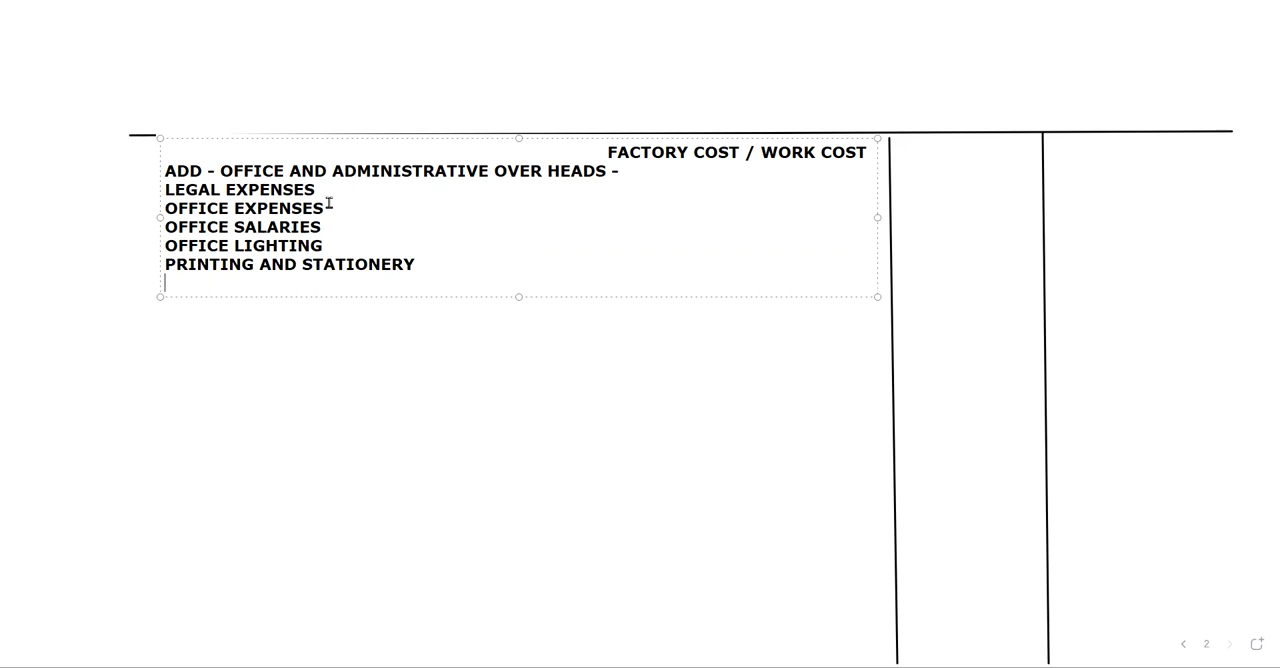 FACTORY COST / WORK COST
ADD - OFFICE AND ADMINISTRATIVE OVER HEADS -
LEGAL EXPENSES
OFFICE EXPENSES
OFFICE SALARIES
OFFICE LIGHTING
PRINTING AND STATIONERY
2